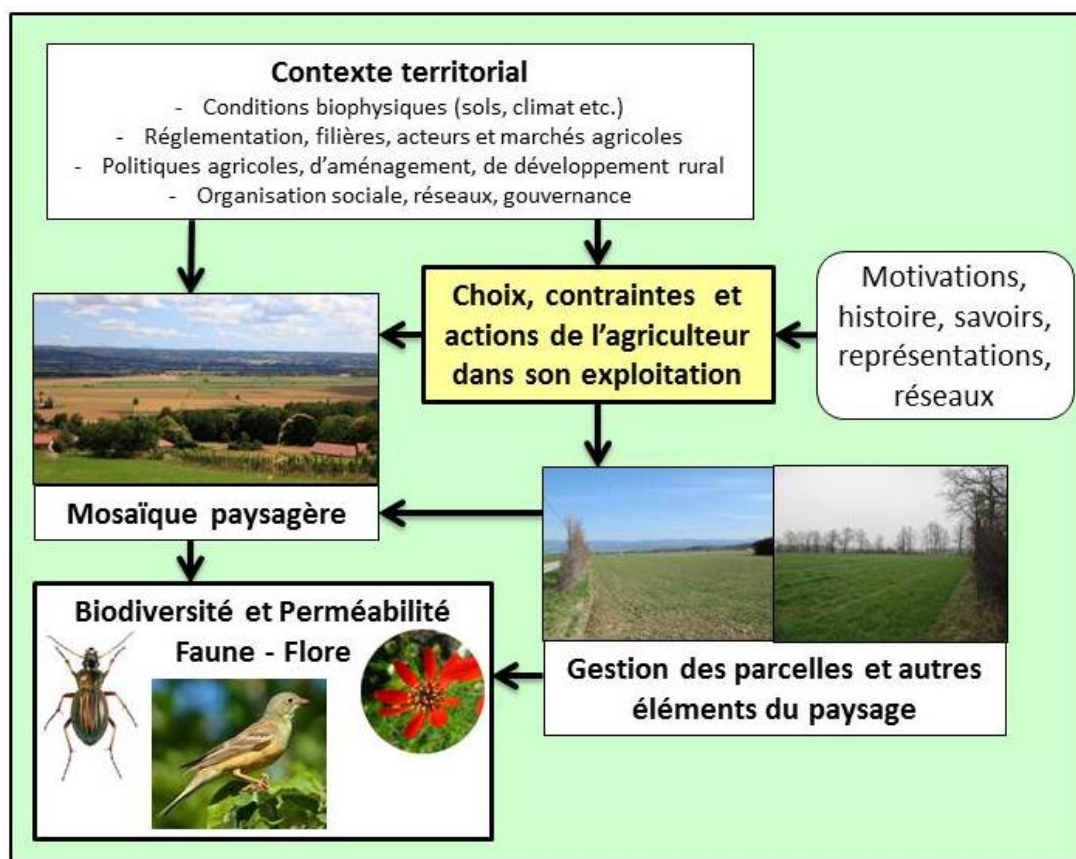 Contexte territorial
- Conditions biophysiques (sols, climat etc.)
- Réglementation, filières, acteurs et marchés agricoles
- Politiques agricoles, d'aménagement, de développement rural
- Organisation sociale, réseaux, gouvernance
Choix, contraintes et
actions de l'agriculteur
dans son exploitation
Motivations,
histoire, savoirs,
représentations,
réseaux
Mosaïque paysagère
Gestion des parcelles et autres
éléments du paysage
Biodiversité et Perméabilité
Faune - Flore